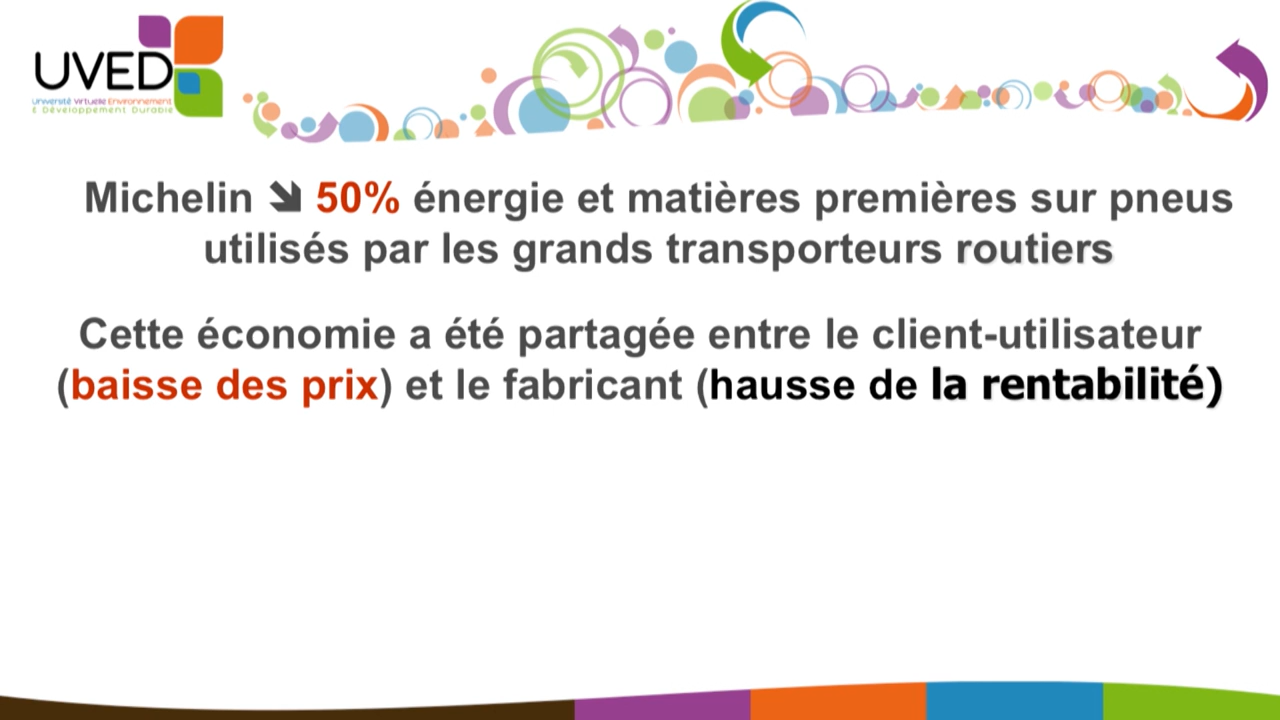 UVED
Université Virtuelle Environnement
& Développement Durable
Michelin ➘ 50% énergie et matières premières sur pneus
utilisés par les grands transporteurs routiers
Cette économie a été partagée entre le client-utilisateur
(baisse des prix) et le fabricant (hausse de la rentabilité)